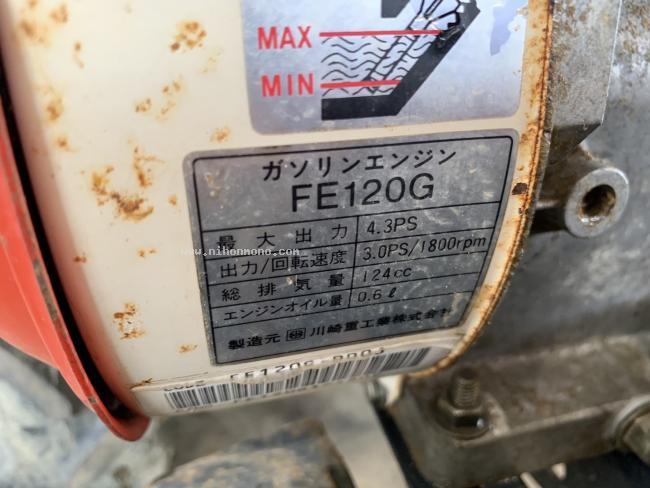 MAX
MIN
ガソリンエンジン
FE120G
最大出力 4.3PS
出力/回転速度 3.0PS/1800rpm
総排気量 124cc
エンジンオイル量 0.6ℓ
製造元 川崎重工業株式会社
www.nihonmono.com